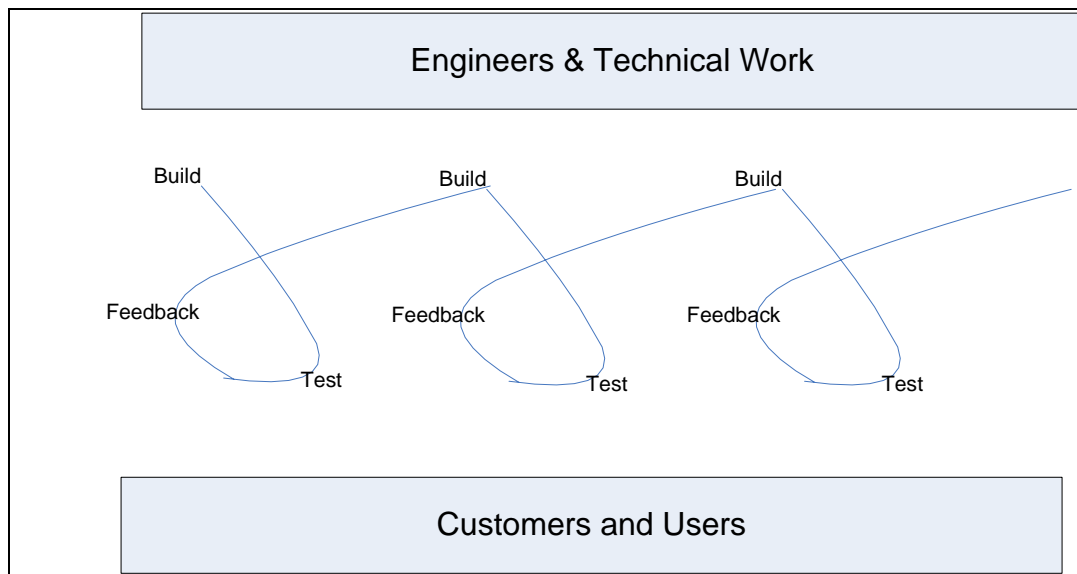 Engineers & Technical Work
Build
Build
Build
Feedback
Feedback
Feedback
Test
Test
Test
Customers and Users